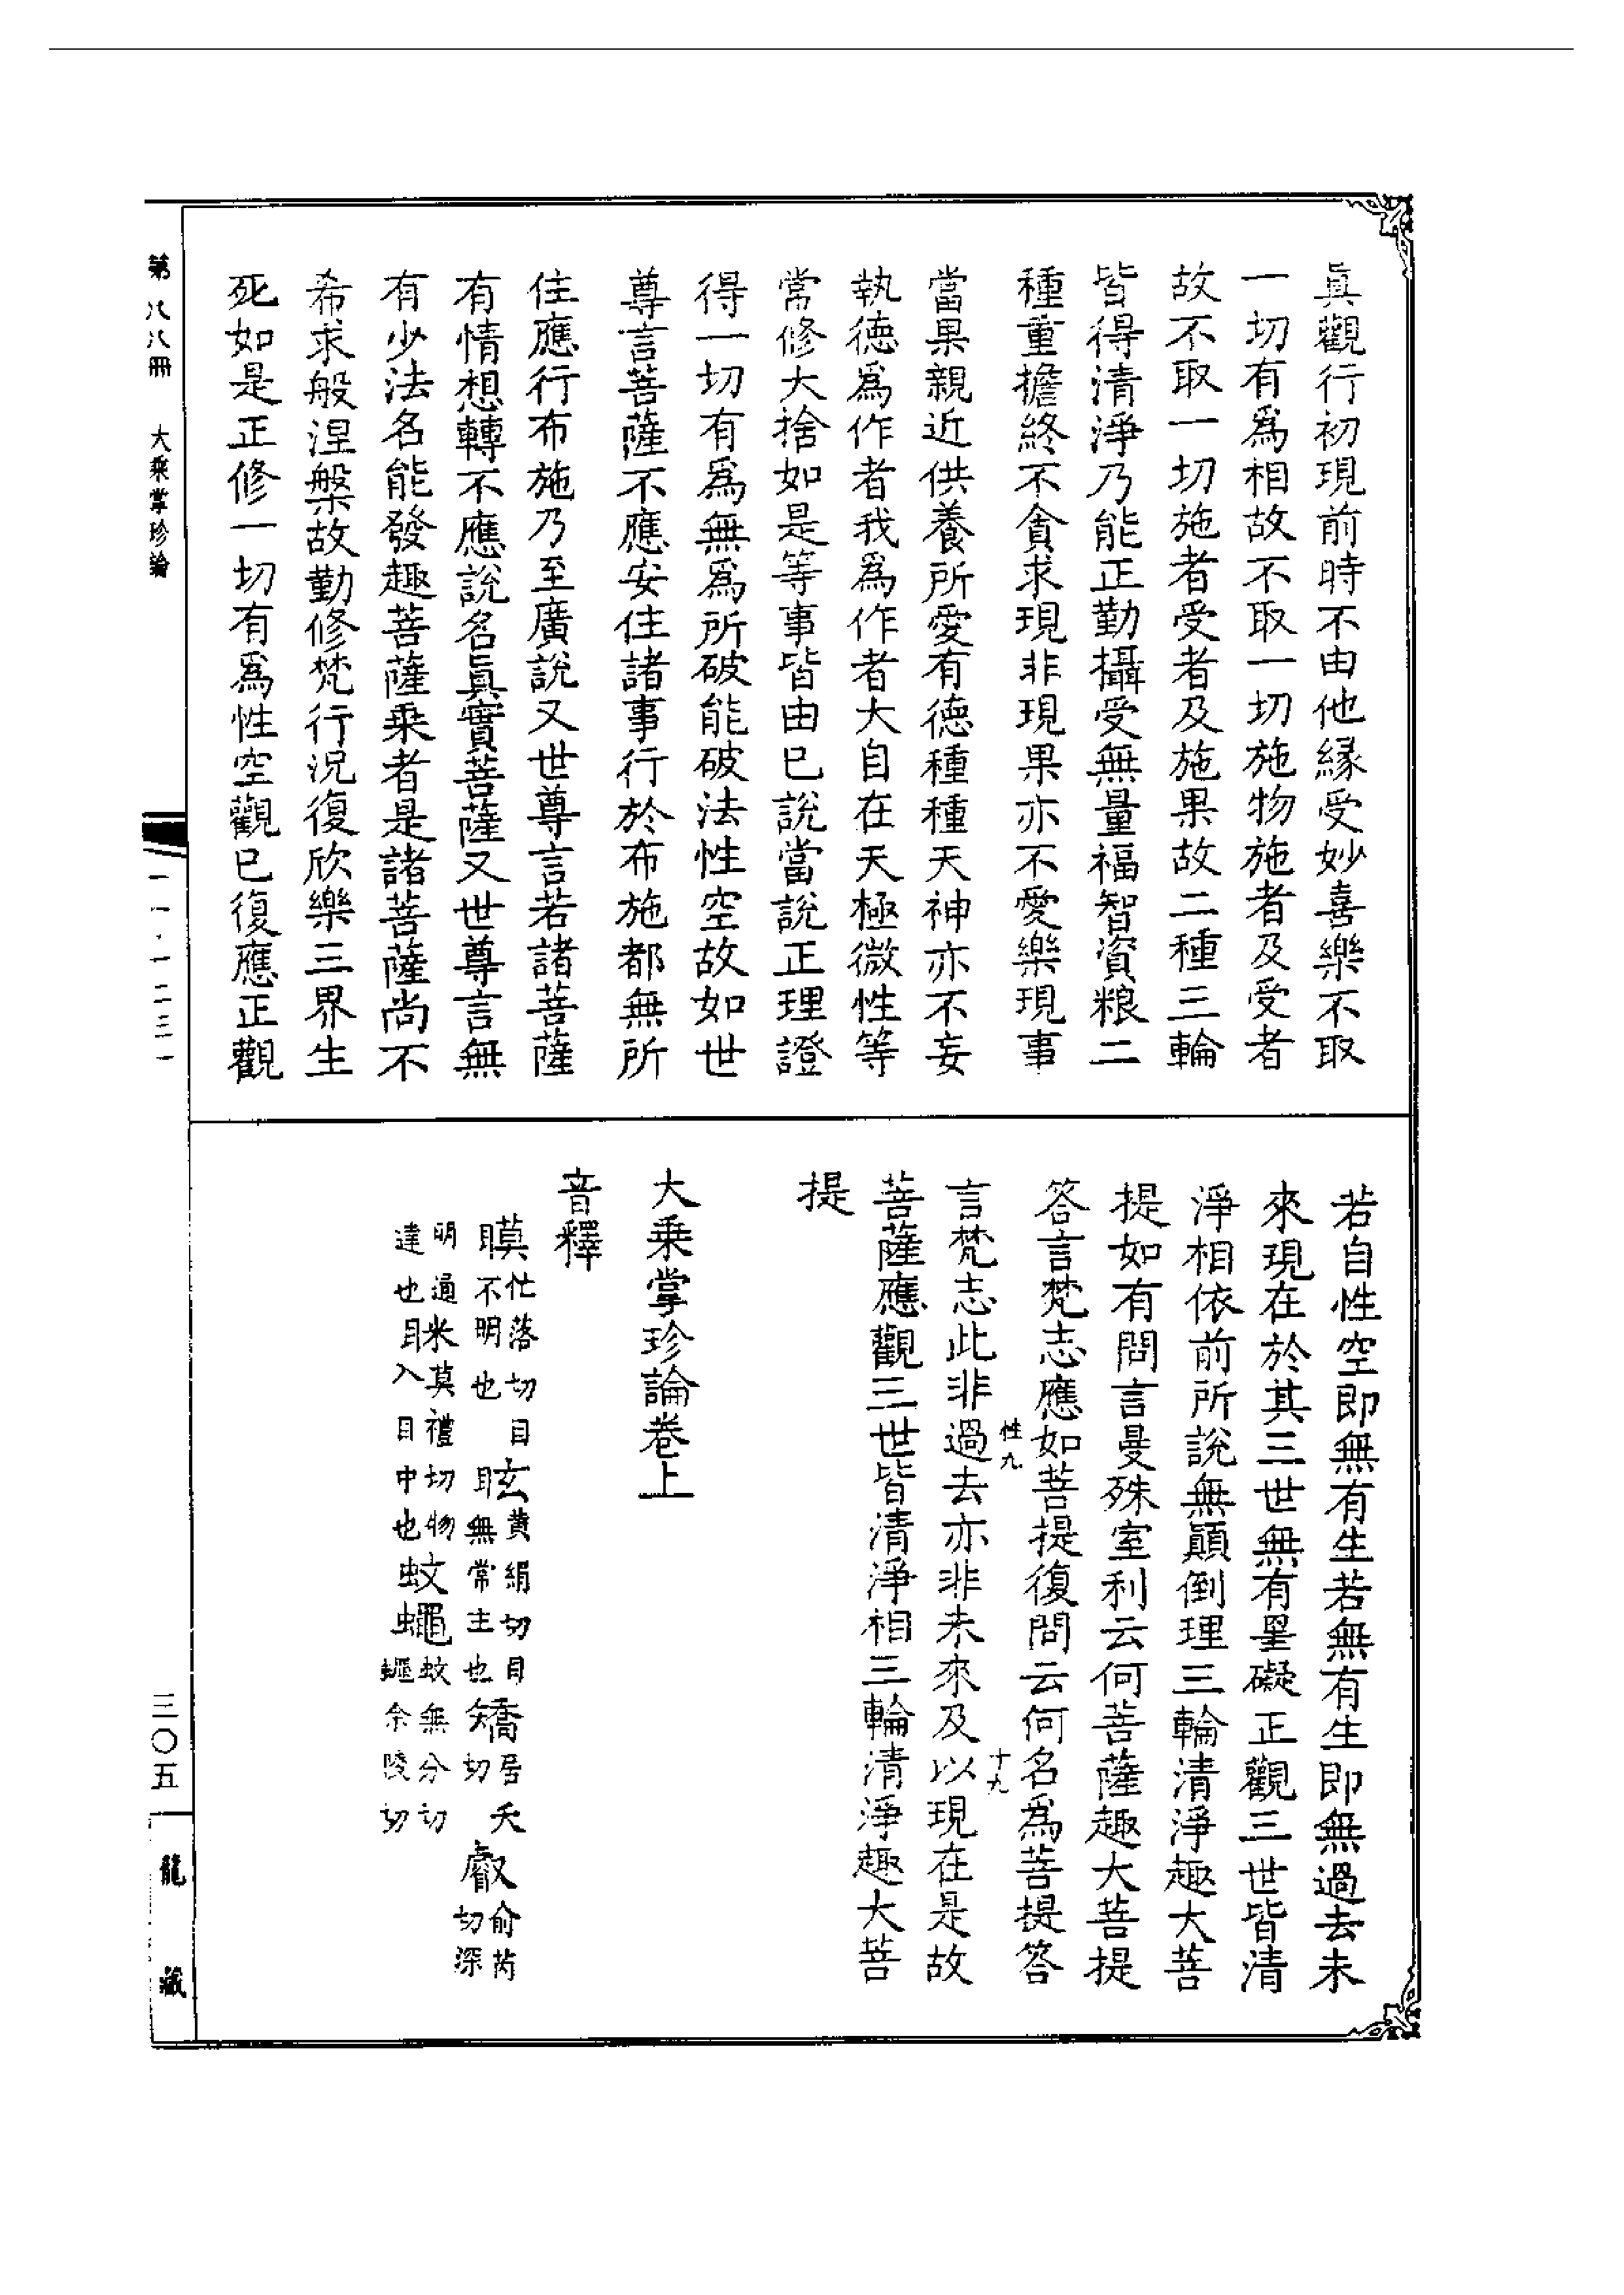 眞觀行初現前時不由他緣受妙喜樂不取
一切有爲相故不取一切施物施者及受者
故不取一切施者受者及施果故二種三輪
皆得清淨乃能正勤攝受無量福智資粮二
種重擔終不貪求現非現果亦不愛樂現事
當果親近供養所愛有德種種天神亦不妄
執德爲作者我爲作者大自在天極微性等
常修大捨如是等事皆由已說當說正理證
得一切有爲無爲所破能破法性空故如世
尊言菩薩不應安住諸事行於布施都無所
住應行布施乃至廣說又世尊言若諸菩薩
有情想轉不應說名眞實菩薩又世尊言無
有少法名能發趣菩薩乘者是諸菩薩尚不
希求般涅槃故勤修梵行況復欣樂三界生
死如是正修一切有爲性空觀已復應正觀
若自性空即無有生若無有生即無過去未
來現在於其三世無有罣礙正觀三世皆清
淨相依前所說無顚倒理三輪清淨趣大菩
提如有問言曼殊室利云何菩薩趣大菩提
答言梵志應如菩提復問云何名爲菩提答
性九
十九
言梵志此非過去亦非未來及以現在是故
菩薩應觀三世皆清淨相三輪清淨趣大菩
提
大乘掌珍論卷上
音釋
瞙忙落切目不明也 眩黃絹切目無常主也 矯居夭切 叡俞芮切深
明通達也 眯莫禮切物入目中也 蚊蠅蚊無分切蠅余陵切
第八八冊
大乘掌珍論
一一·一二三一
三〇五
龍藏